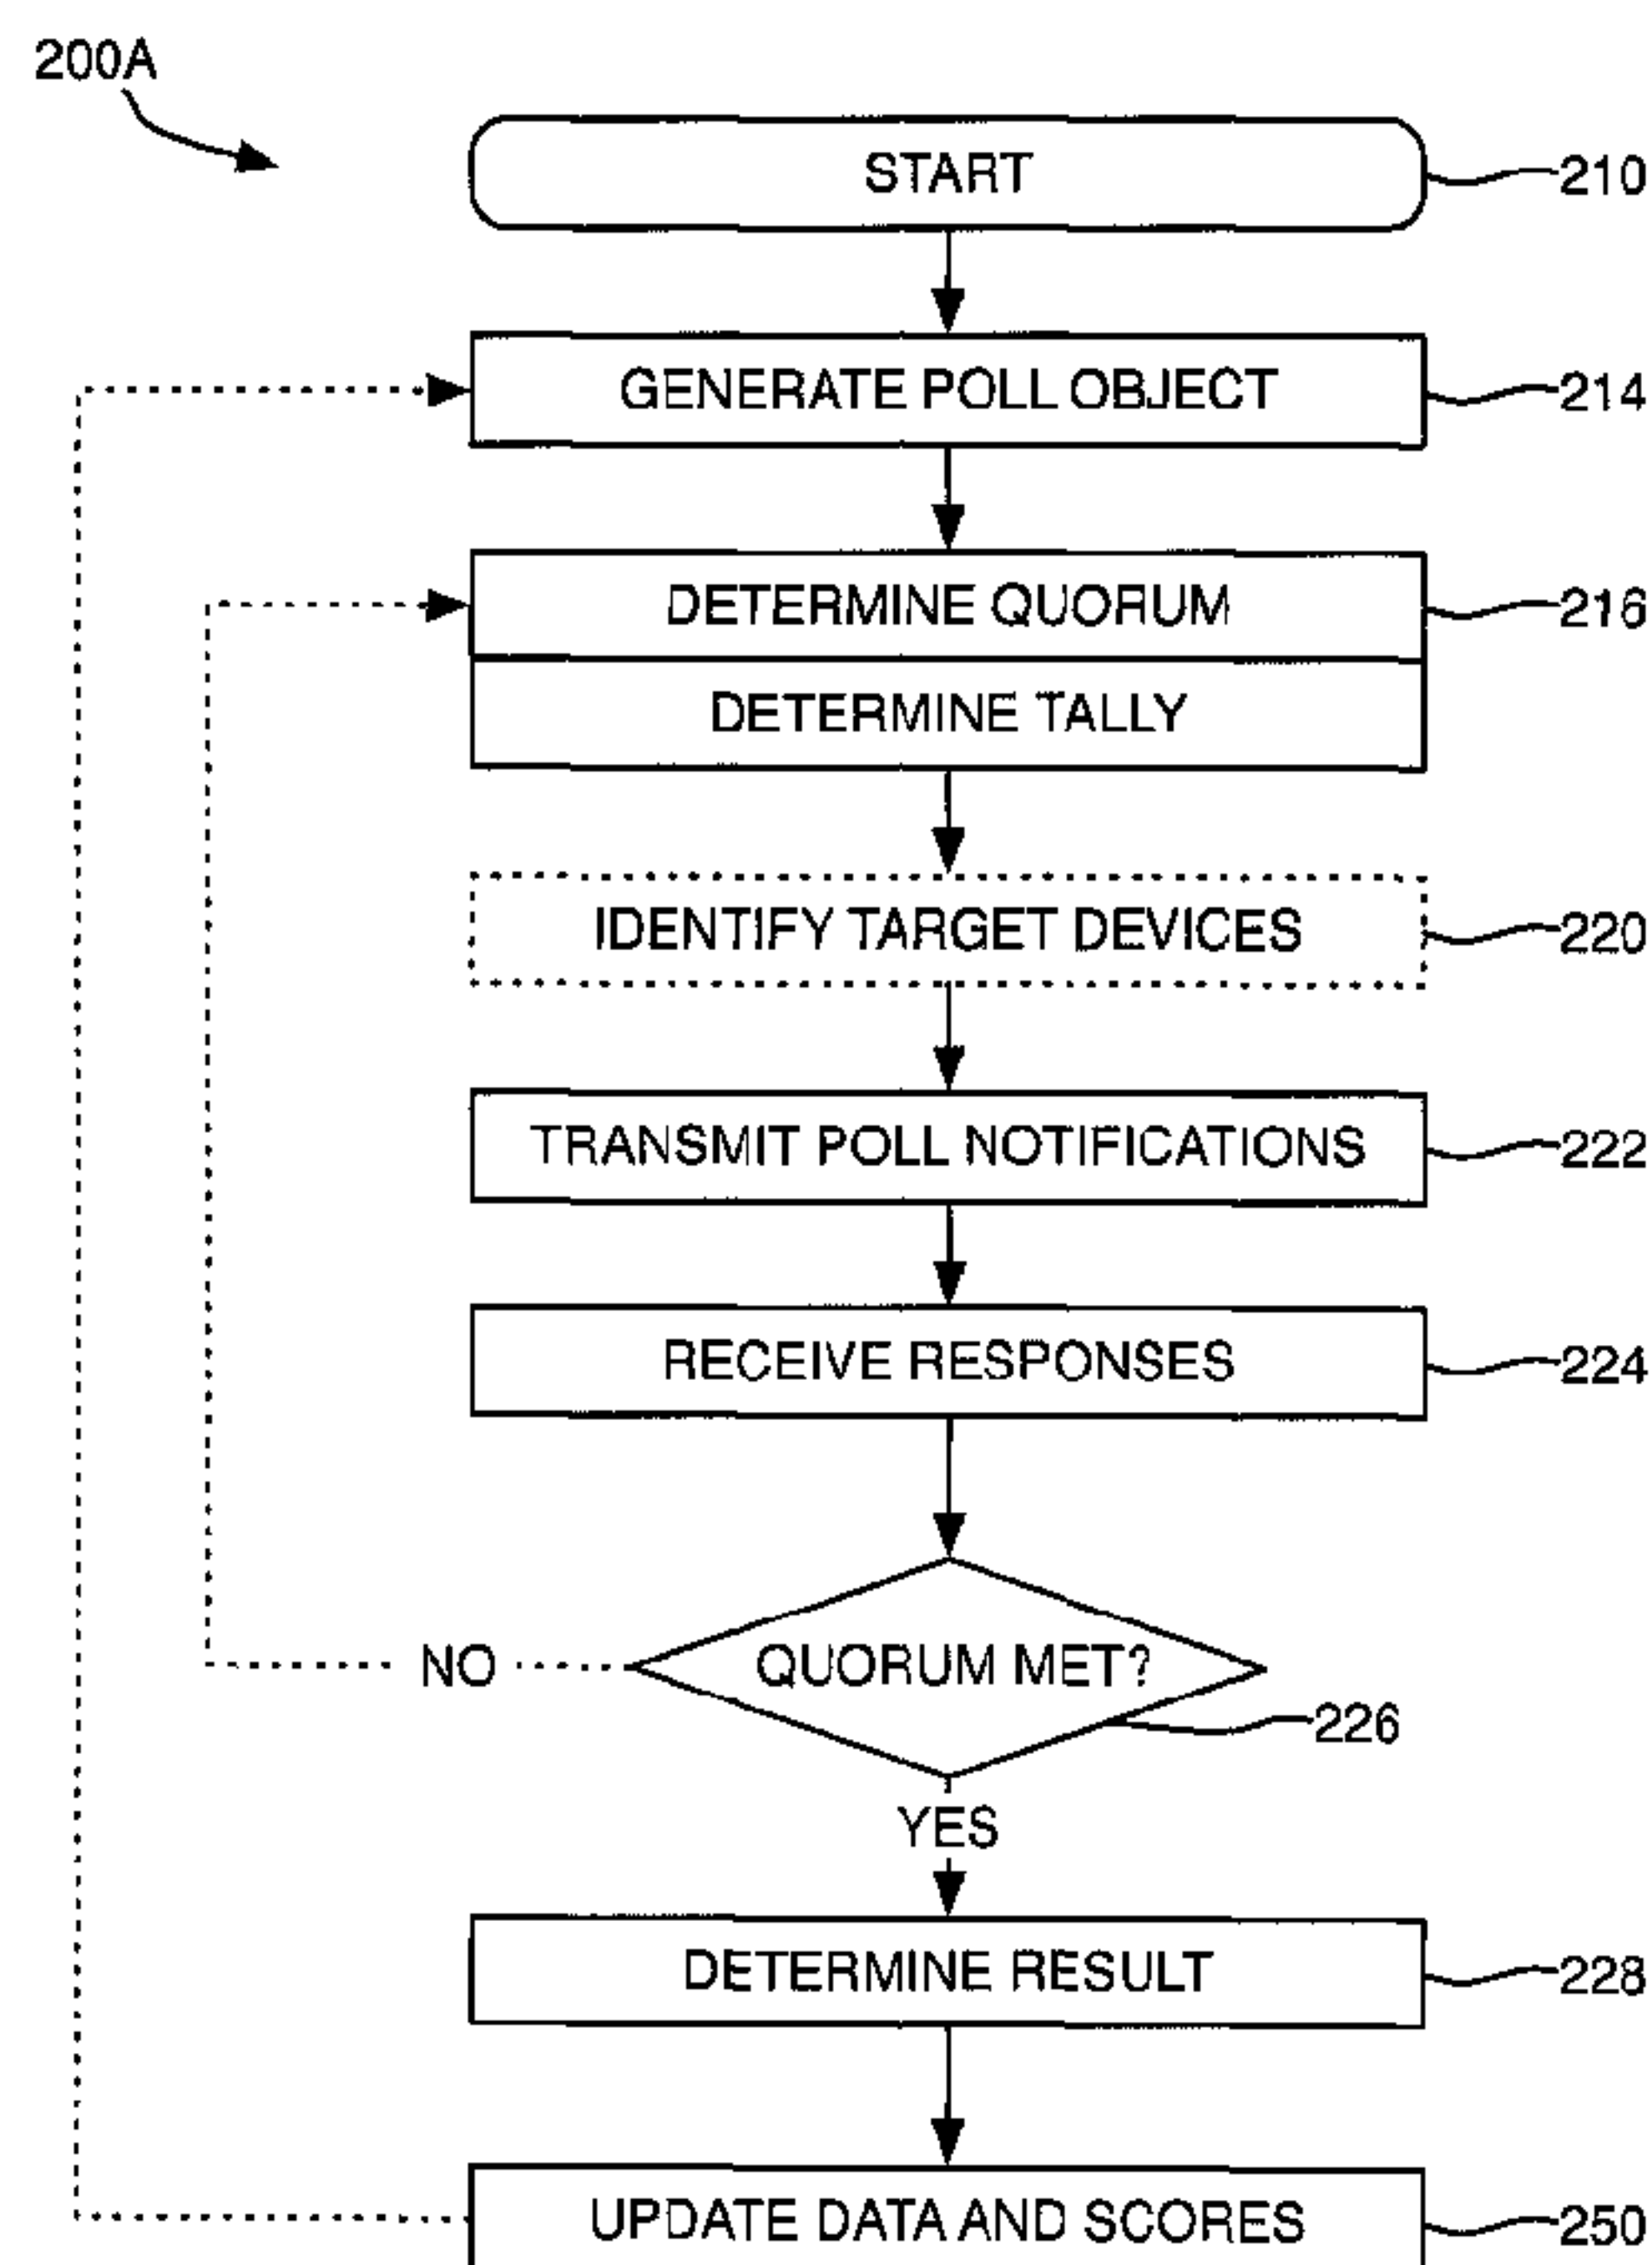 200A
START 210
GENERATE POLL OBJECT 214
DETERMINE QUORUM 216
DETERMINE TALLY
IDENTIFY TARGET DEVICES 220
TRANSMIT POLL NOTIFICATIONS 222
RECEIVE RESPONSES 224
NO QUORUM MET?
226
YES
DETERMINE RESULT 228
UPDATE DATA AND SCORES 250